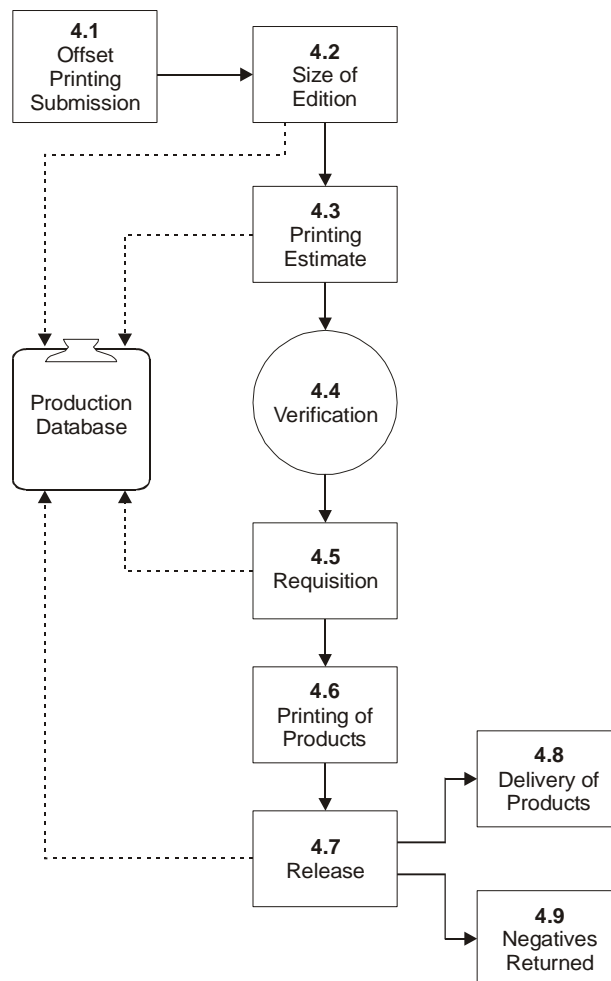 4.1
Offset
Printing
Submission
4.2
Size of
Edition
4.3
Printing
Estimate
Production
Database
4.4
Verification
4.5
Requisition
4.6
Printing of
Products
4.7
Release
4.8
Delivery of
Products
4.9
Negatives
Returned